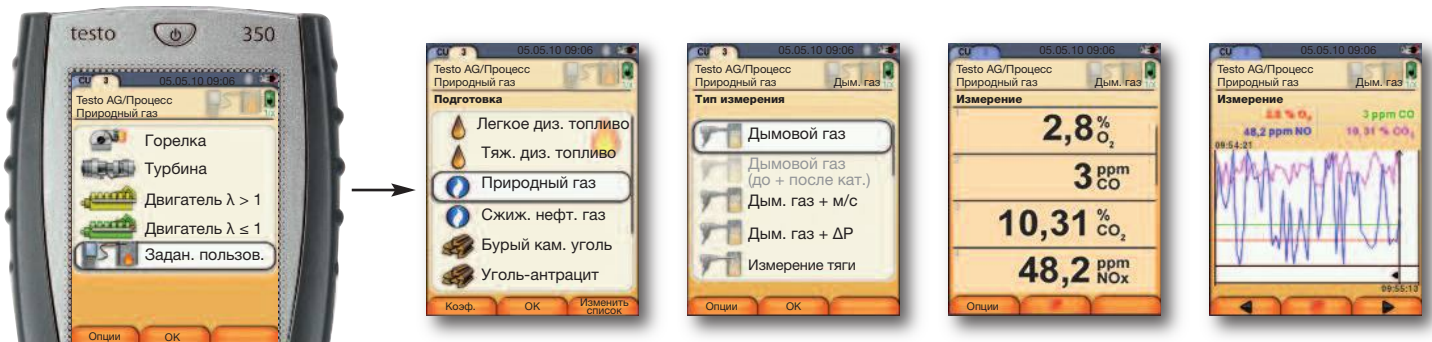 testo 350
CU 3 05.05.10 09:06
Testo AG/Процесс
Природный газ
Горелка
Турбина
Двигатель λ > 1
Двигатель λ ≤ 1
Задан. пользов.
Опции OK
CU 3 05.05.10 09:06
Testo AG/Процесс
Природный газ
Подготовка
Легкое диз. топливо
Тяж. диз. топливо
Природный газ
Сжиж. нефт. газ
Бурый кам. уголь
Уголь-антрацит
Коэф. OK Изменить
список
CU 3 05.05.10 09:06
Testo AG/Процесс
Природный газ Дым. газ
Тип измерения
Дымовой газ
Дымовой газ
(до + после кат.)
Дым. газ + м/с
Дым. газ + ΔP
Измерение тяги
Опции OK
CU 05.05.10 09:06
Testo AG/Процесс
Природный газ Дым. газ
Измерение
2,8 % O₂
3 ppm CO
10,31 % CO₂
48,2 ppm NOx
Опции
CU 05.05.10 09:06
Testo AG/Процесс
Природный газ Дым. газ
Измерение
2.8 % O₂ 3 ppm CO
48,2 ppm NO 10,31 % CO₂
09:54:21
09:55:13